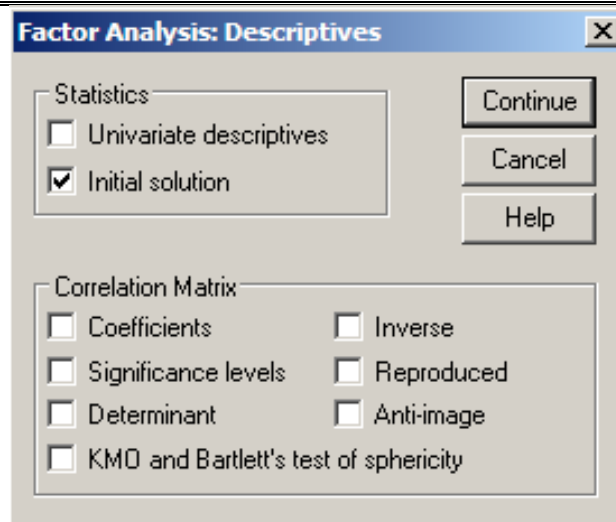 Factor Analysis: Descriptives
Statistics
Univariate descriptives
Initial solution
Continue
Cancel
Help
Correlation Matrix
Coefficients
Inverse
Significance levels
Reproduced
Determinant
Anti-image
KMO and Bartlett's test of sphericity